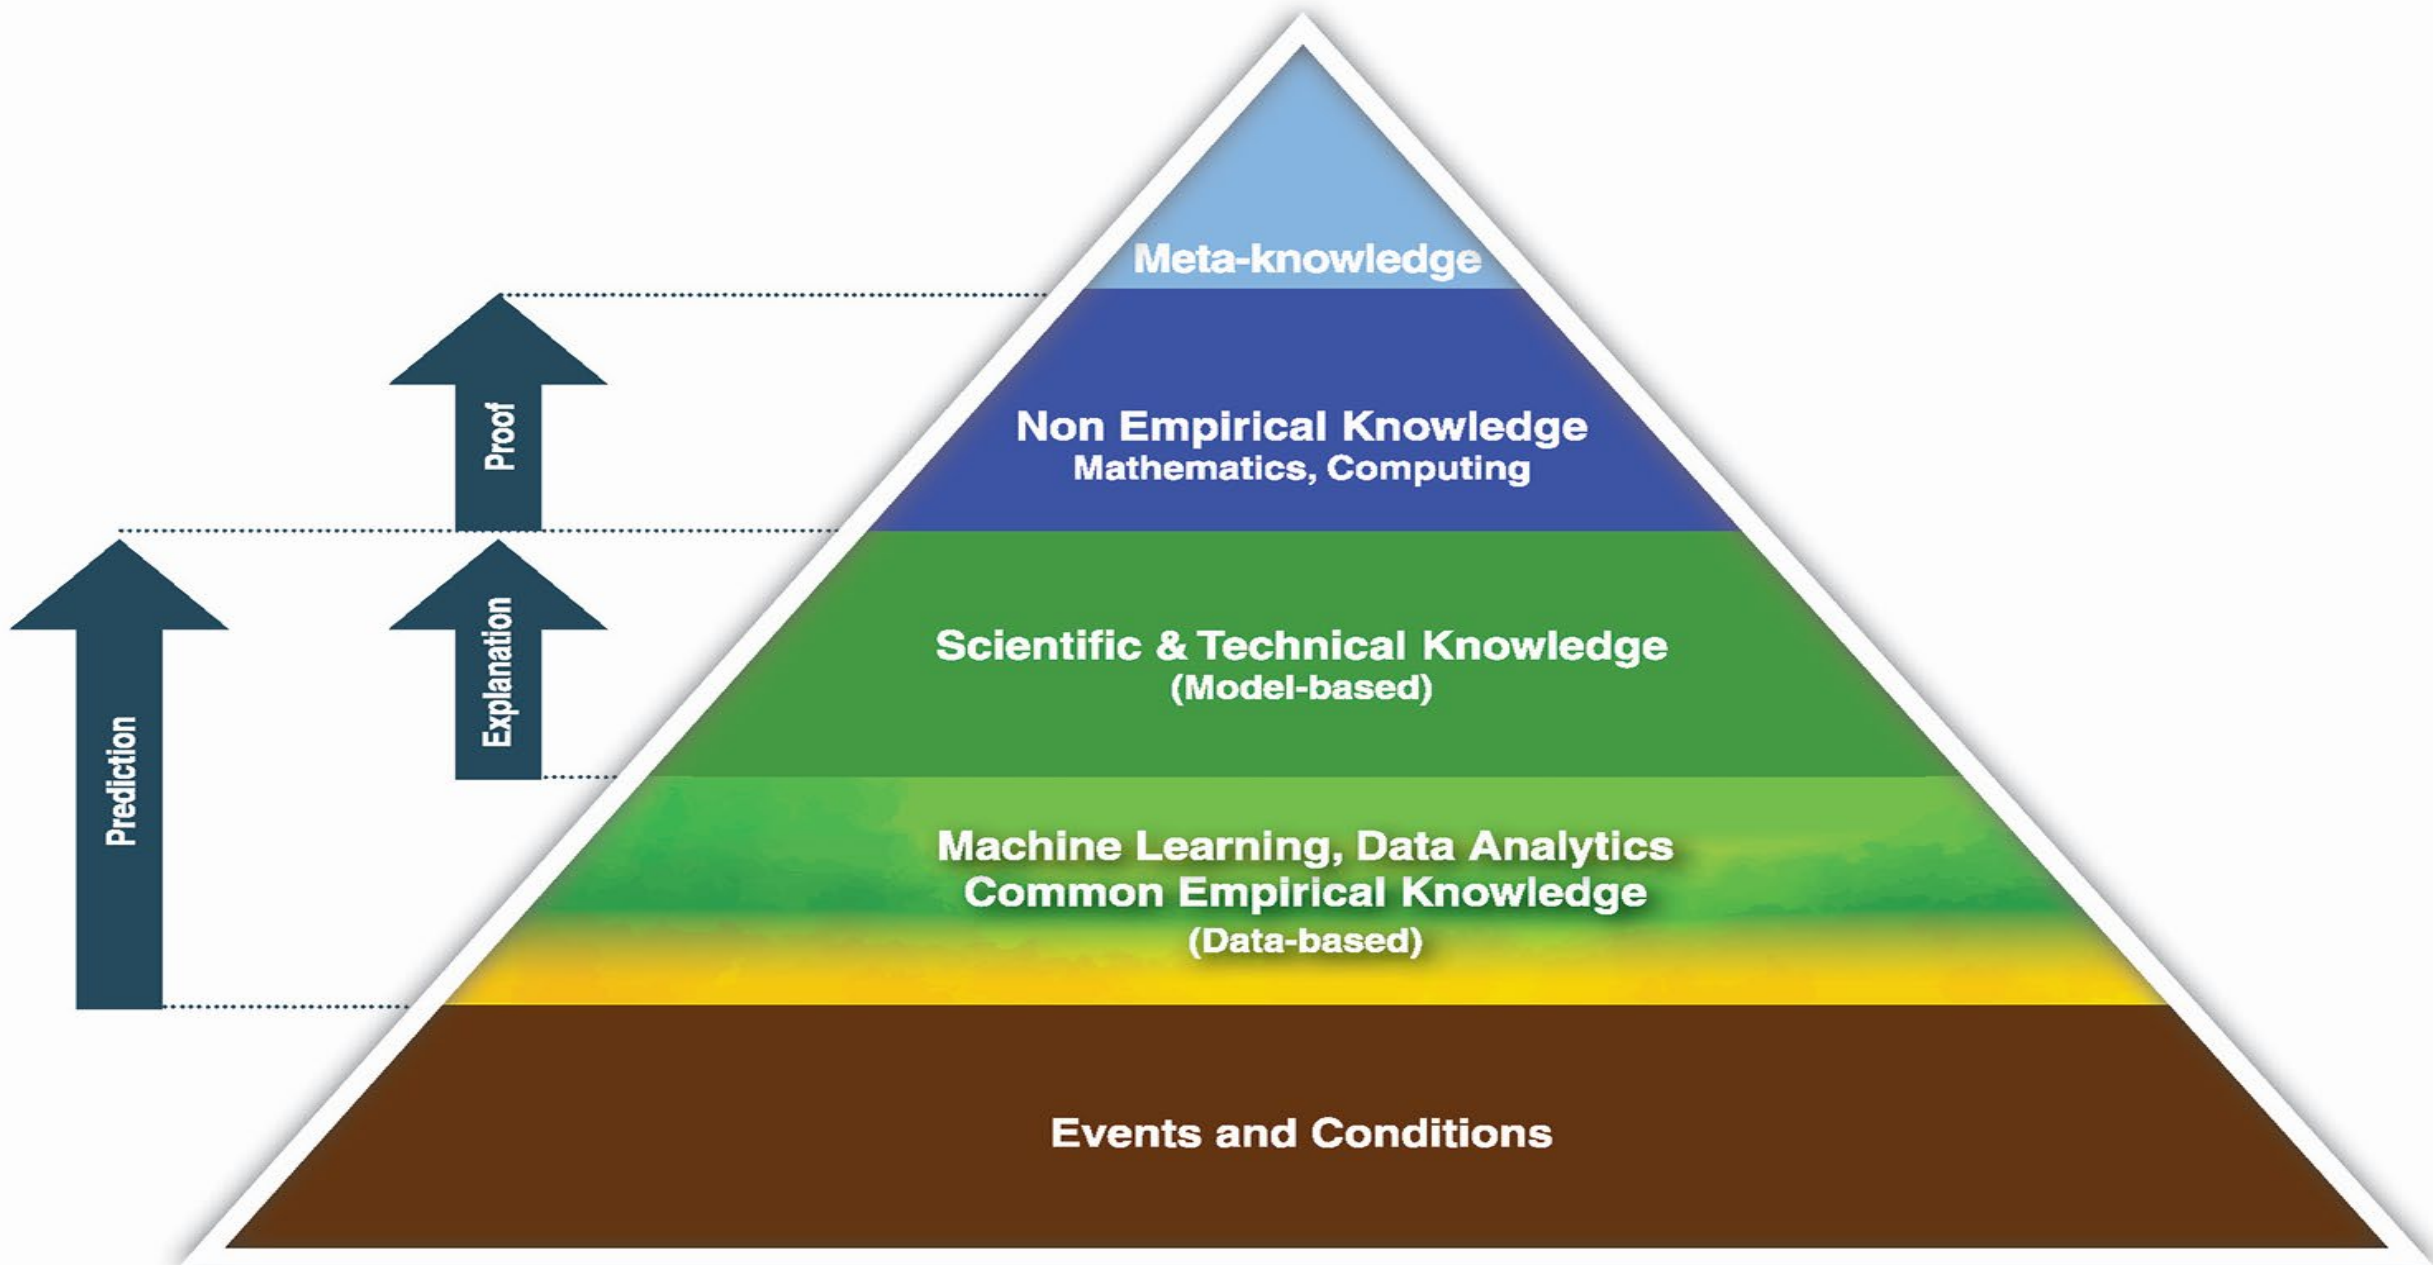 Meta-knowledge
Proof
Non Empirical Knowledge
Mathematics, Computing
Prediction
Explanation
Scientific & Technical Knowledge
(Model-based)
Machine Learning, Data Analytics
Common Empirical Knowledge
(Data-based)
Events and Conditions